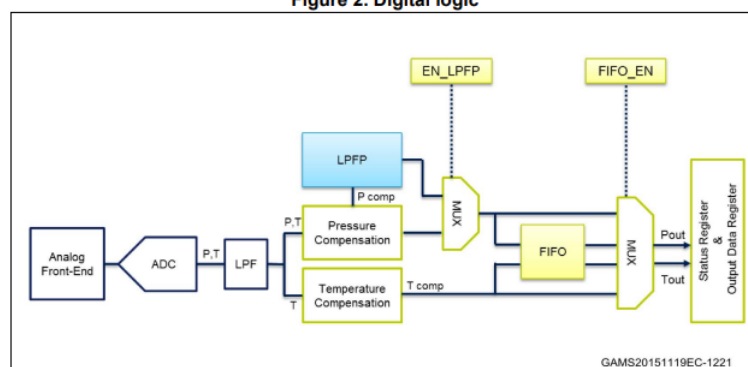 Figure 2. Digital logic
EN_LPFP
FIFO_EN
LPFP
P comp
MUX
P,T
Pressure
Compensation
Analog
Front-End
ADC
P,T
LPF
FIFO
MUX
Pout
Tout
Status Register
&
Output Data Register
T
Temperature
Compensation
T comp
GAMS20151119EC-1221